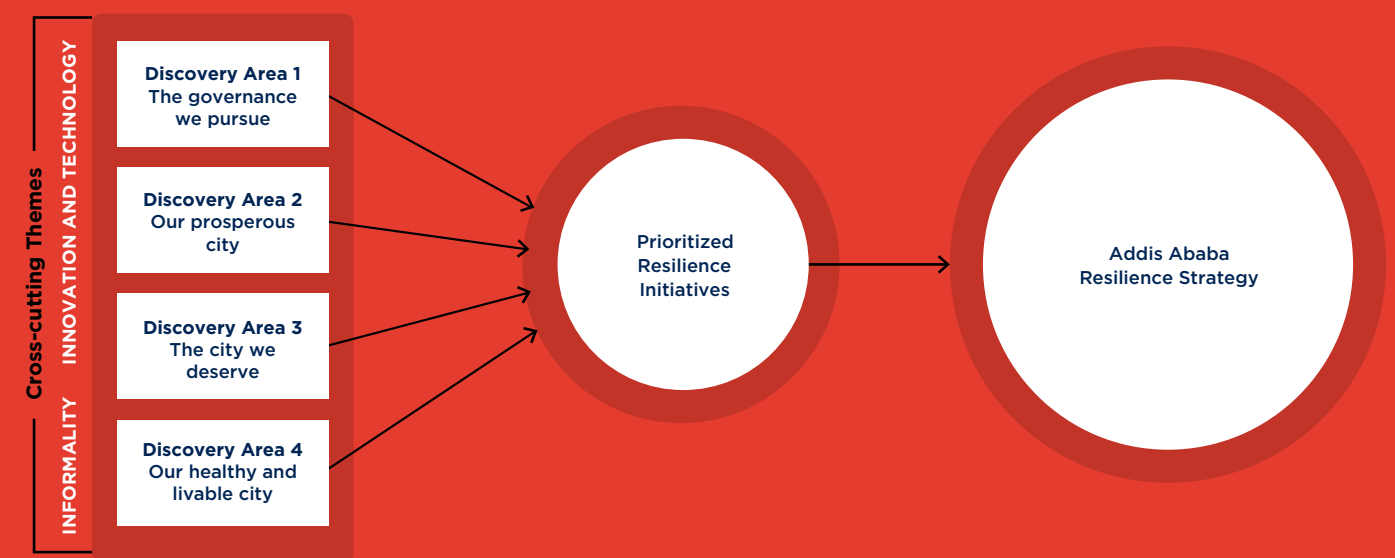 Cross-cutting Themes
INFORMALITY
INNOVATION AND TECHNOLOGY
Discovery Area 1
The governance
we pursue
Discovery Area 2
Our prosperous
city
Discovery Area 3
The city we
deserve
Discovery Area 4
Our healthy and
livable city
Prioritized
Resilience
Initiatives
Addis Ababa
Resilience Strategy